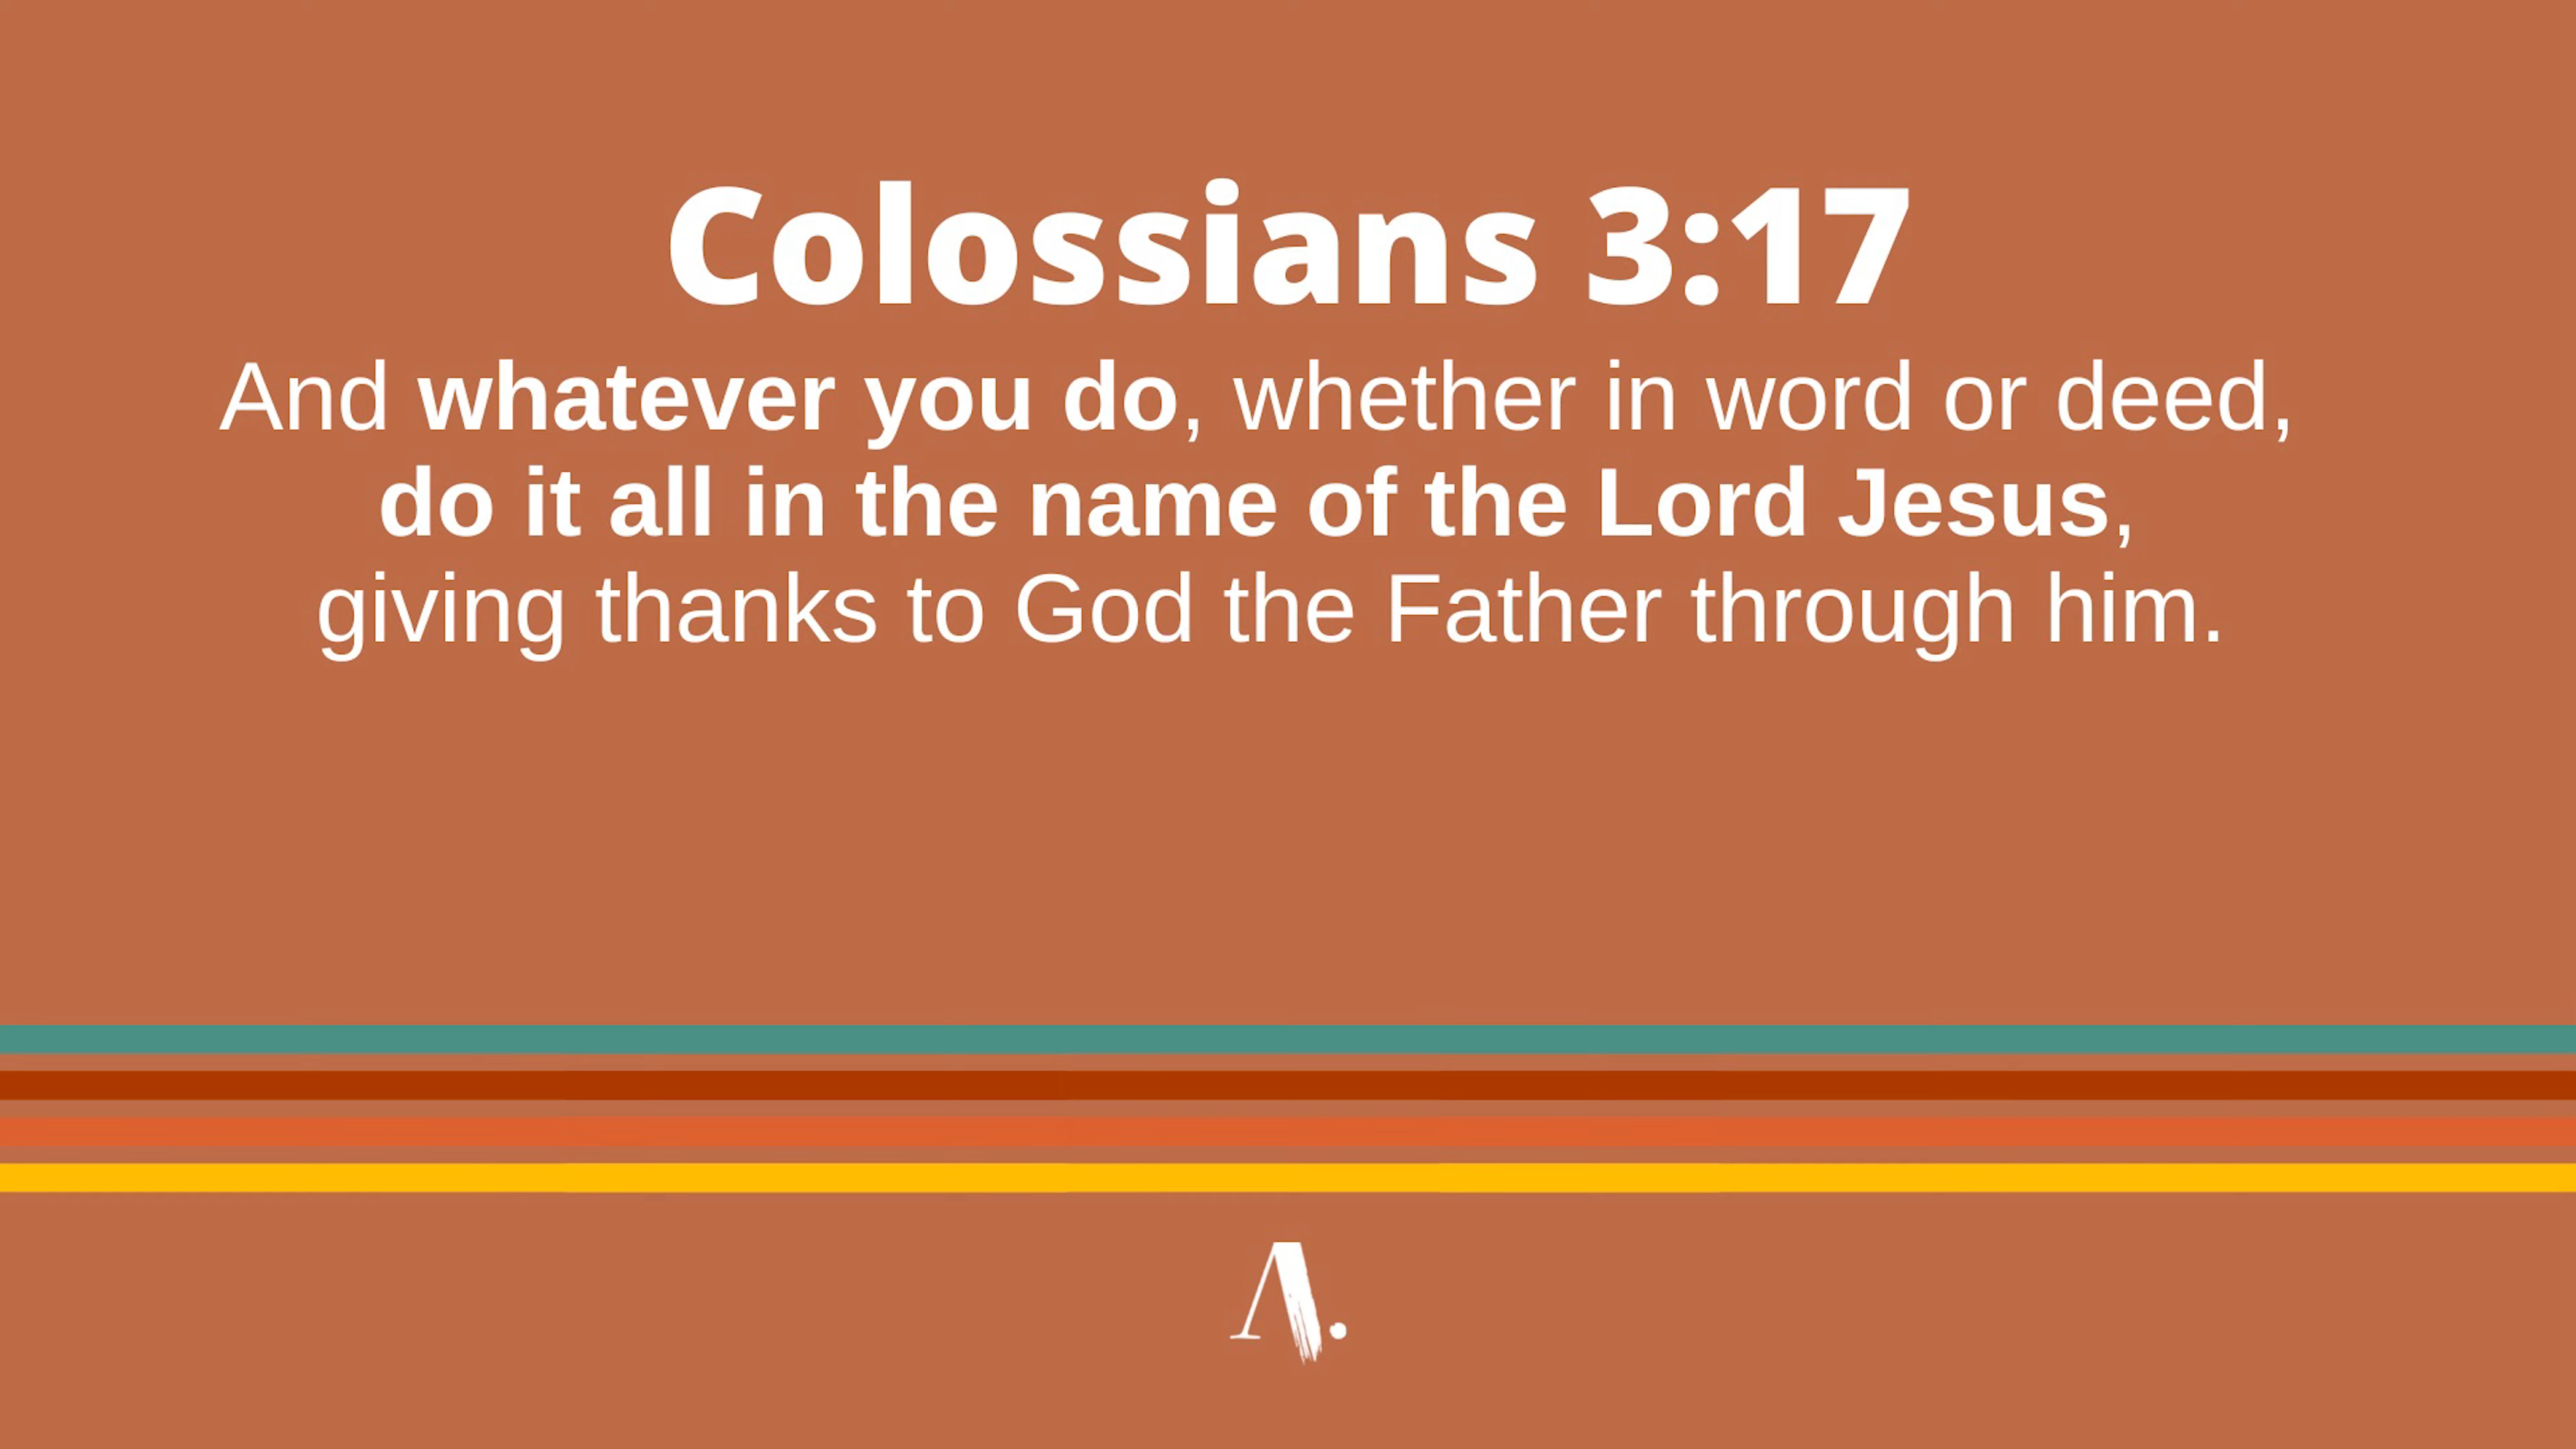 Colossians 3:17
And whatever you do, whether in word or deed,
do it all in the name of the Lord Jesus,
giving thanks to God the Father through him.
Λ.